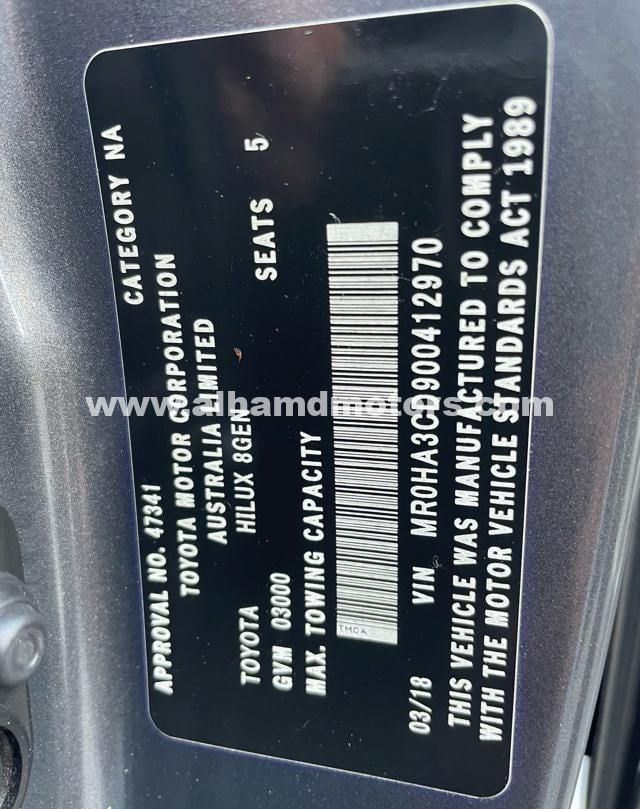 APPROVAL NO. 47341 CATEGORY NA
TOYOTA MOTOR CORPORATION
AUSTRALIA LIMITED
TOYOTA HILUX 8GEN
GVM 03000 SEATS 5
MAX. TOWING CAPACITY
TMCA
03/18 VIN MR0HA3CD900412970
THIS VEHICLE WAS MANUFACTURED TO COMPLY
WITH THE MOTOR VEHICLE STANDARDS ACT 1989
www.alhamdmotors.com